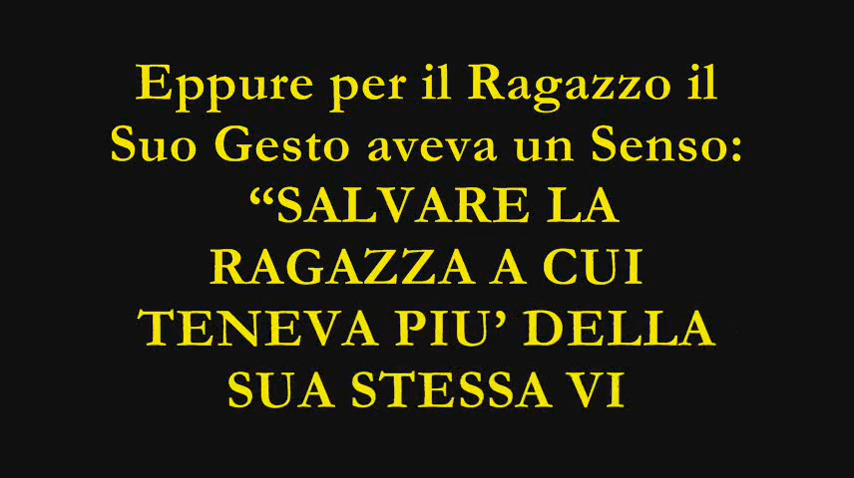 Eppure per il Ragazzo il
Suo Gesto aveva un Senso:
“SALVARE LA
RAGAZZA A CUI
TENEVA PIU’ DELLA
SUA STESSA VI